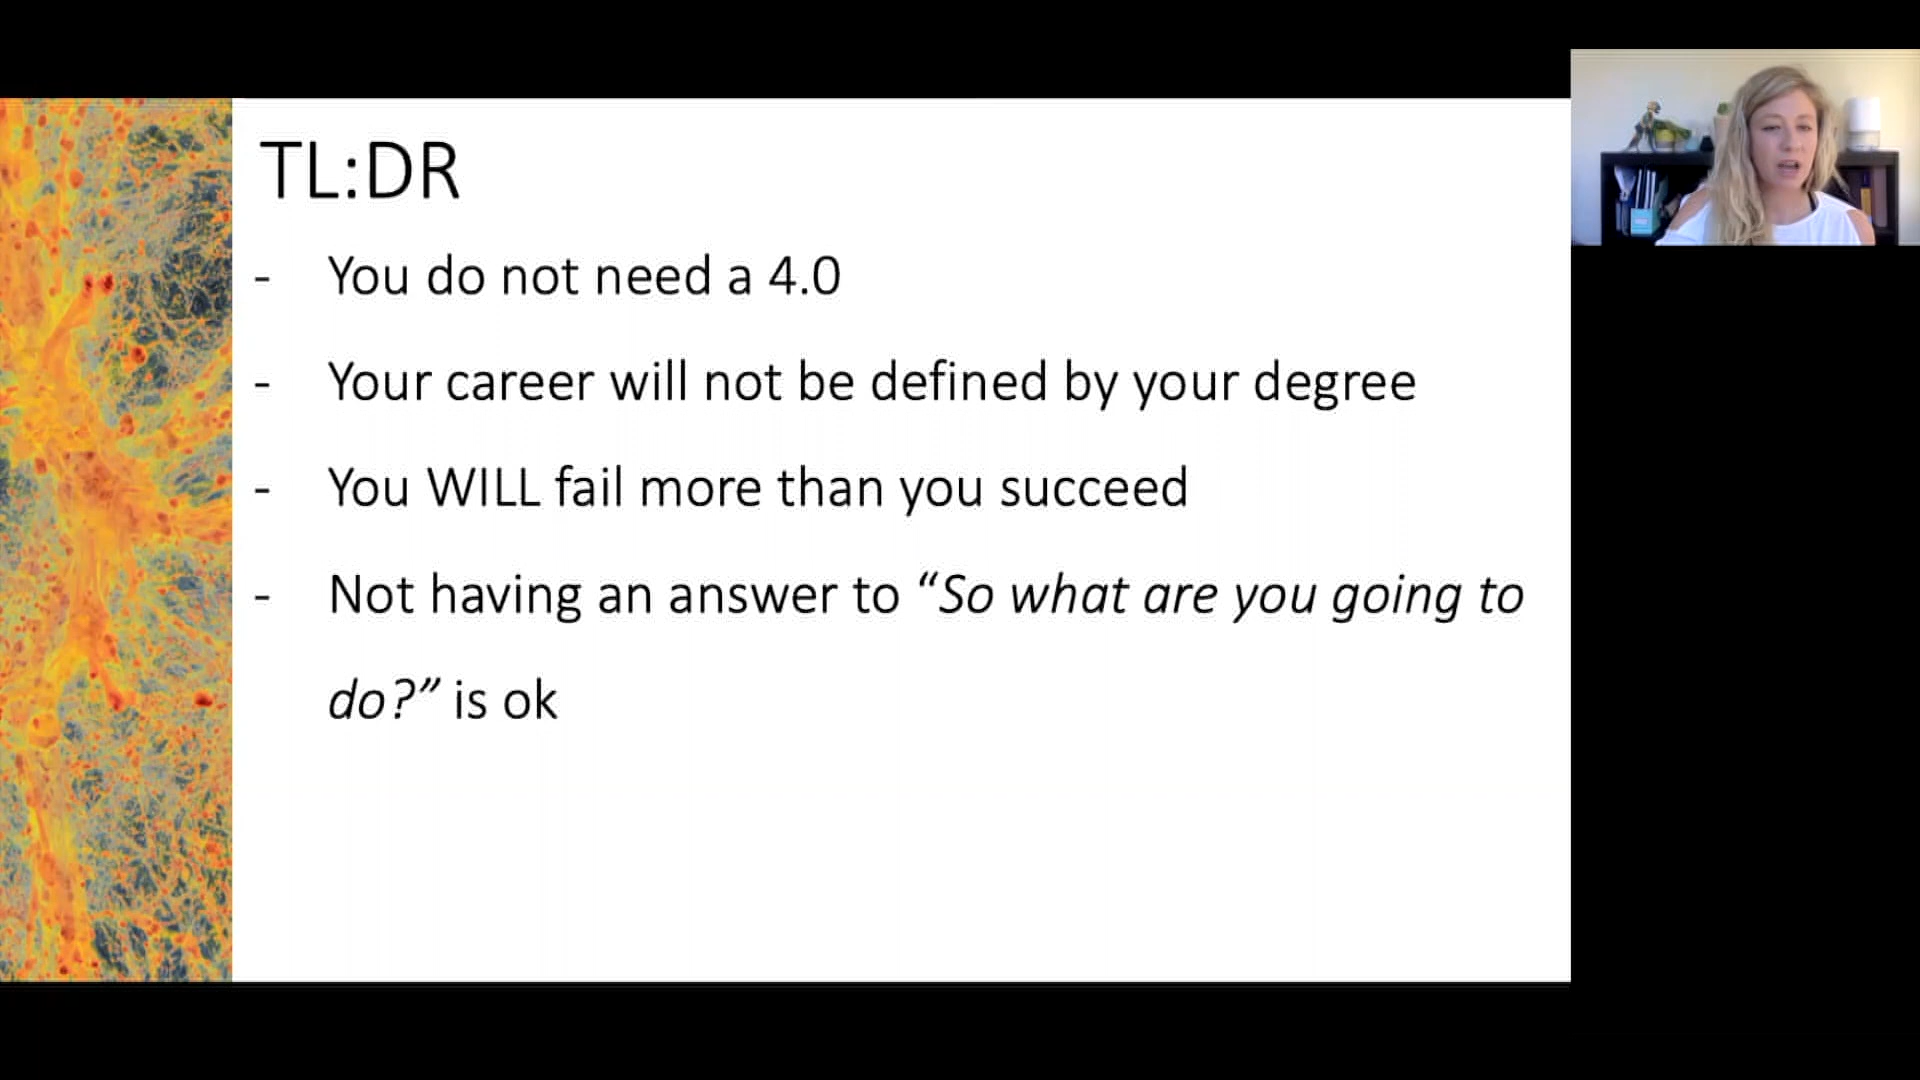 TL:DR
- You do not need a 4.0
- Your career will not be defined by your degree
- You WILL fail more than you succeed
- Not having an answer to “So what are you going to
do?” is ok